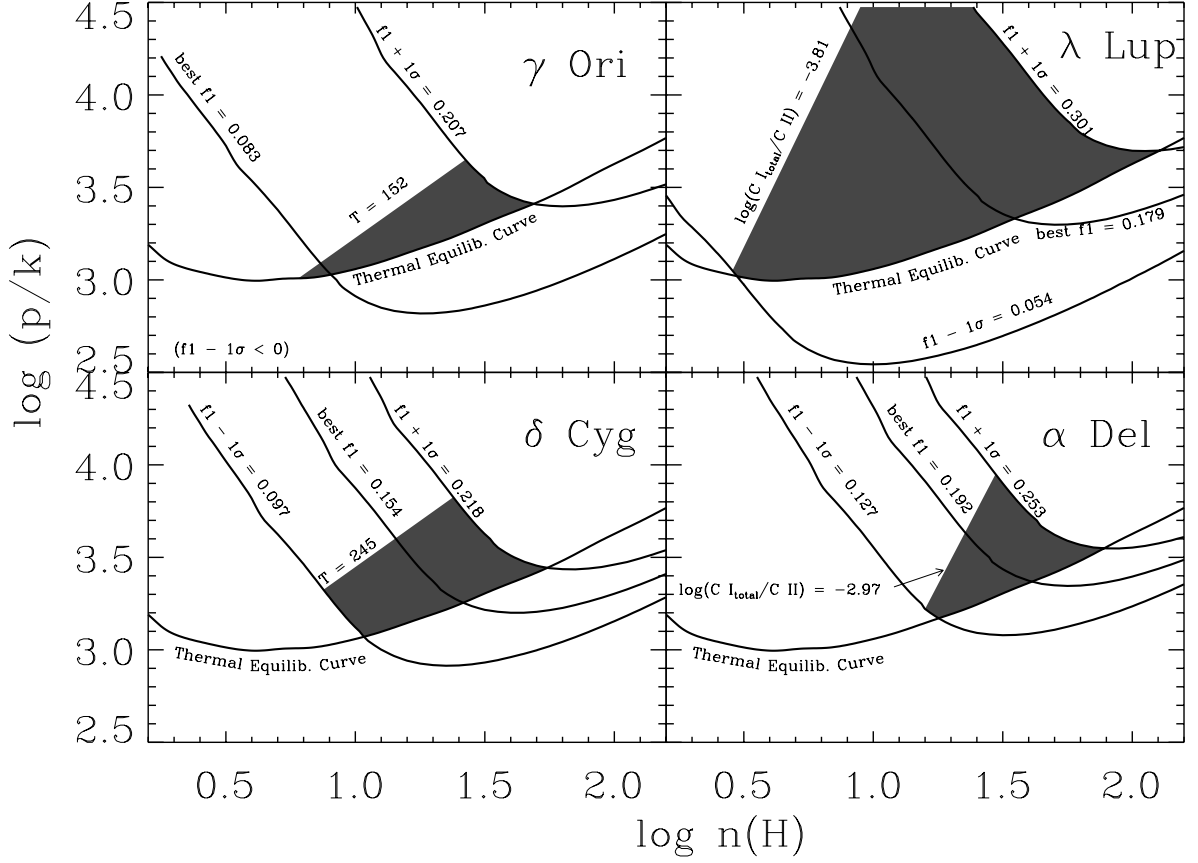 log (p/k)
4.5
4.0
3.5
3.0
2.5
γ Ori
best f1 = 0.083
f1 + 1σ = 0.207
T = 152
Thermal Equilib. Curve
(f1 − 1σ < 0)
λ Lup
log(C I_total/C II) = −3.81
f1 + 1σ = 0.301
best f1 = 0.179
Thermal Equilib. Curve
f1 − 1σ = 0.054
4.5
4.0
3.5
3.0
2.5
δ Cyg
f1 − 1σ = 0.097
best f1 = 0.154
f1 + 1σ = 0.218
T = 245
Thermal Equilib. Curve
α Del
f1 − 1σ = 0.127
best f1 = 0.192
f1 + 1σ = 0.253
log(C I_total/C II) = −2.97
Thermal Equilib. Curve
0.5 1.0 1.5 2.0 0.5 1.0 1.5 2.0
log n(H)